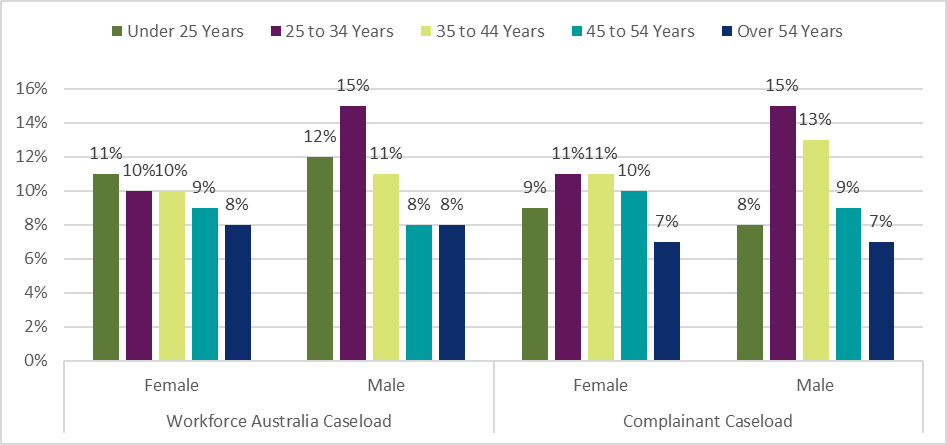 Under 25 Years 25 to 34 Years 35 to 44 Years 45 to 54 Years Over 54 Years
16%
14%
12%
10%
8%
6%
4%
2%
0%
11% 10% 10% 9% 8%
12% 15% 11% 8% 8%
9% 11% 11% 10% 7%
8% 15% 13% 9% 7%
Female Male Female Male
Workforce Australia Caseload Complainant Caseload